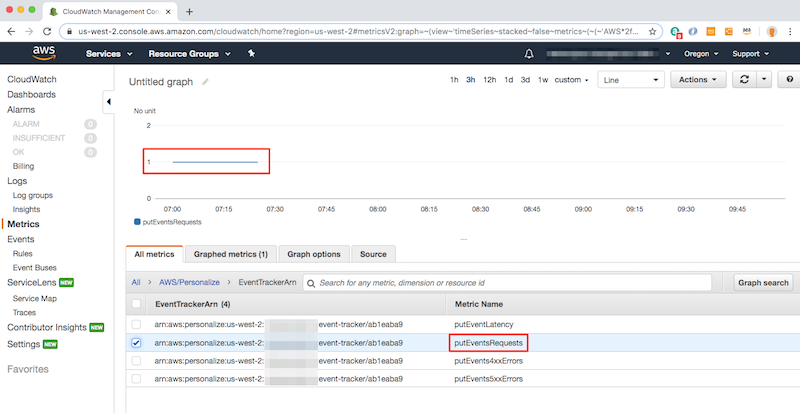 CloudWatch Management Con
us-west-2.console.aws.amazon.com/cloudwatch/home?region=us-west-2#metricsV2:graph=~(view~'timeSeries~stacked~false~metrics~(~(~'AWS*2f
aws Services Resource Groups Oregon Support
CloudWatch
Dashboards
Alarms
ALARM 0
INSUFFICIENT 0
OK 0
Billing
Logs
Log groups
Insights
Metrics
Events
Rules
Event Buses
ServiceLens NEW
Service Map
Traces
Contributor Insights NEW
Settings NEW
Favorites
Untitled graph
1h 3h 12h 1d 3d 1w custom Line Actions
No unit
2
1
0
07:00 07:15 07:30 07:45 08:00 08:15 08:30 08:45 09:00 09:15 09:30 09:45
putEventsRequests
All metrics Graphed metrics (1) Graph options Source
All > AWS/Personalize > EventTrackerArn Search for any metric, dimension or resource id Graph search
EventTrackerArn (4) Metric Name
arn:aws:personalize:us-west-2: event-tracker/ab1eaba9 putEventLatency
arn:aws:personalize:us-west-2: event-tracker/ab1eaba9 putEventsRequests
arn:aws:personalize:us-west-2: event-tracker/ab1eaba9 putEvents4xxErrors
arn:aws:personalize:us-west-2: event-tracker/ab1eaba9 putEvents5xxErrors